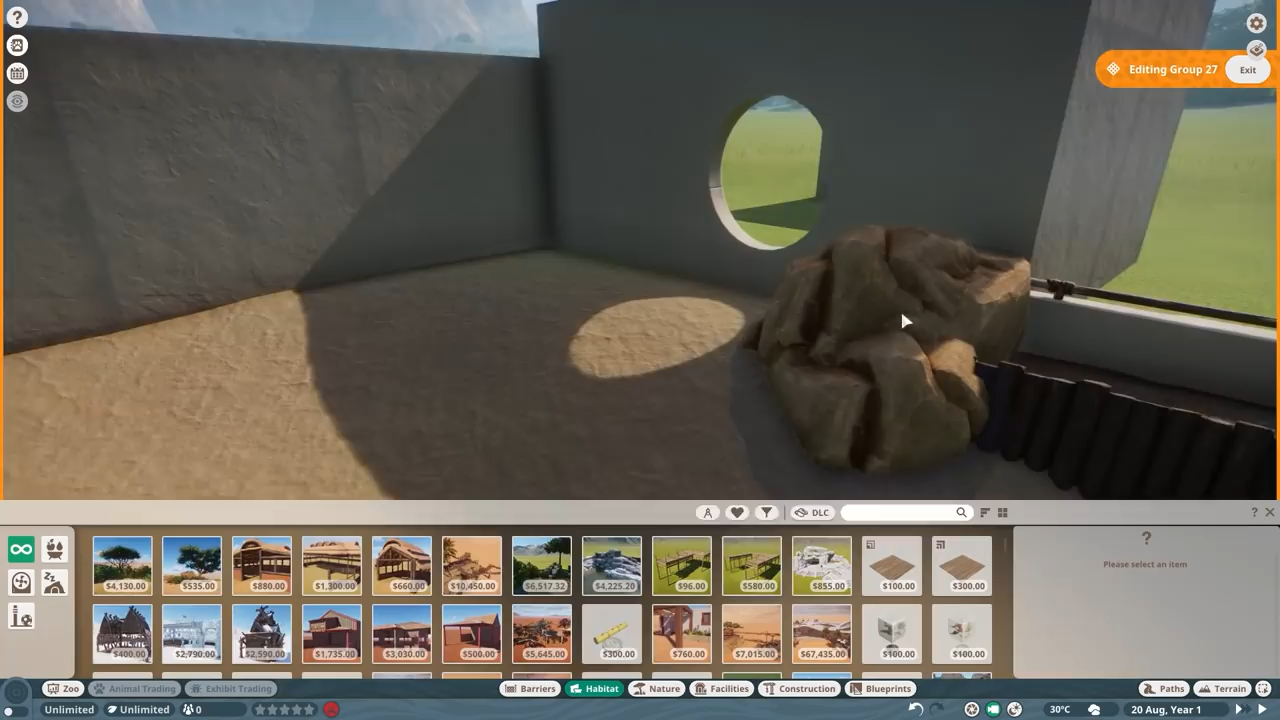 ?
Editing Group 27
Exit
DLC
? ×
$4,130.00 $535.00 $880.00 $1,300.00 $660.00 $10,450.00 $6,517.32 $4,225.20 $96.00 $580.00 $855.00 $100.00 $300.00
?
Please select an item
$400.00 $2,790.00 $2,590.00 $1,735.00 $3,030.00 $500.00 $5,645.00 $300.00 $760.00 $7,015.00 $67,435.00 $100.00 $100.00
Zoo Animal Trading Exhibit Trading Barriers Habitat Nature Facilities Construction Blueprints Paths Terrain
Unlimited Unlimited 0 30°C 20 Aug, Year 1